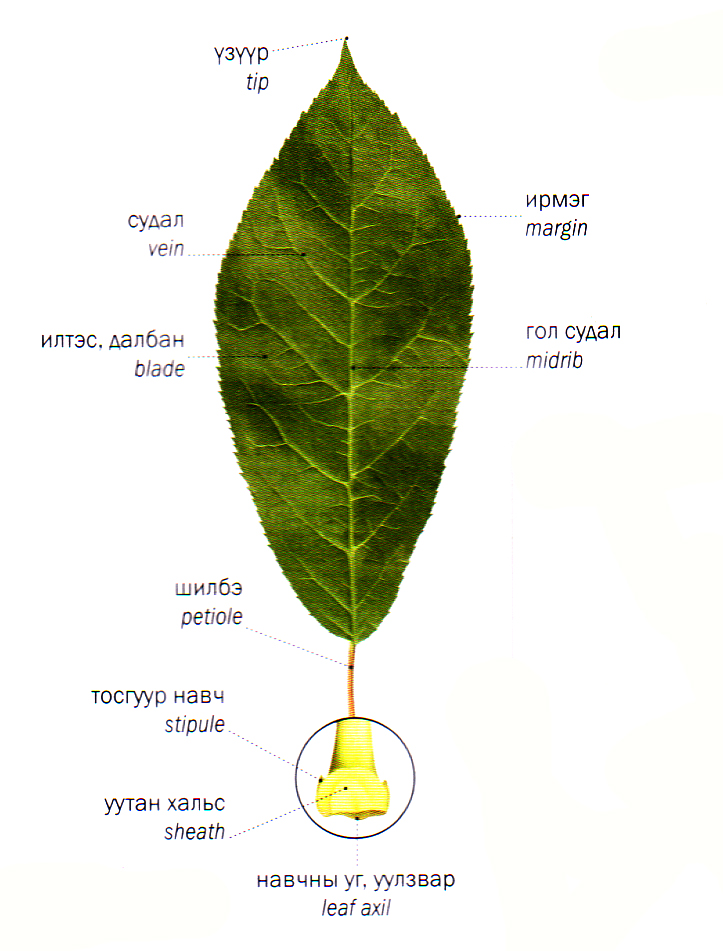 үзүүр
tip
ирмэг
margin
судал
vein
гол судал
midrib
илтэс, далбан
blade
шилбэ
petiole
тосгуур навч
stipule
уутан хальс
sheath
навчны уг, уулзвар
leaf axil